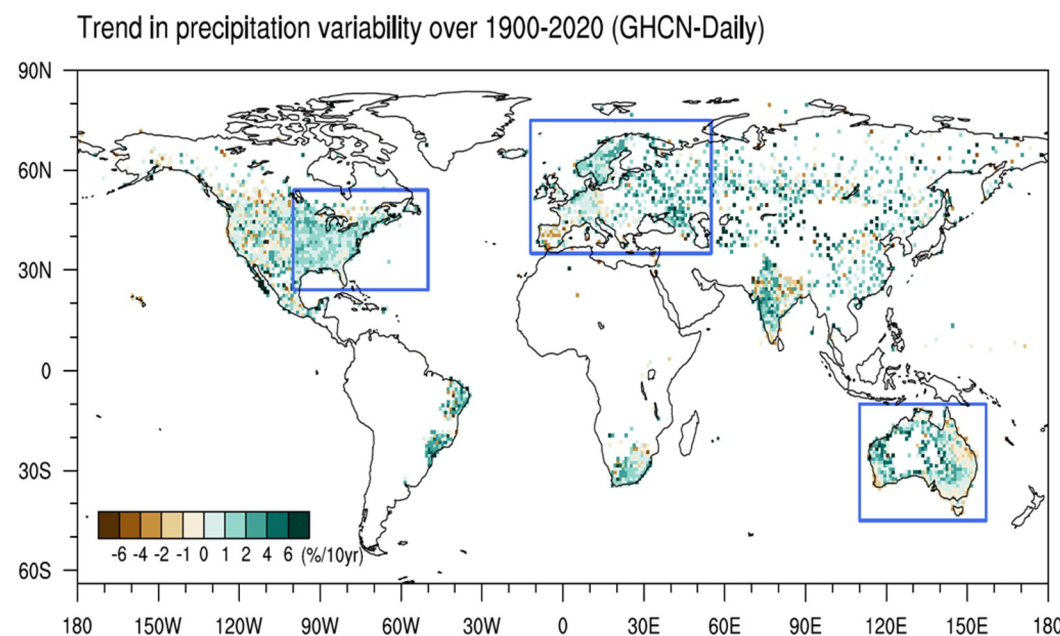 Trend in precipitation variability over 1900-2020 (GHCN-Daily)
90N
60N
30N
0
30S
60S
-6 -4 -2 -1 0 1 2 4 6 (%/10yr)
180 150W 120W 90W 60W 30W 0 30E 60E 90E 120E 150E 180